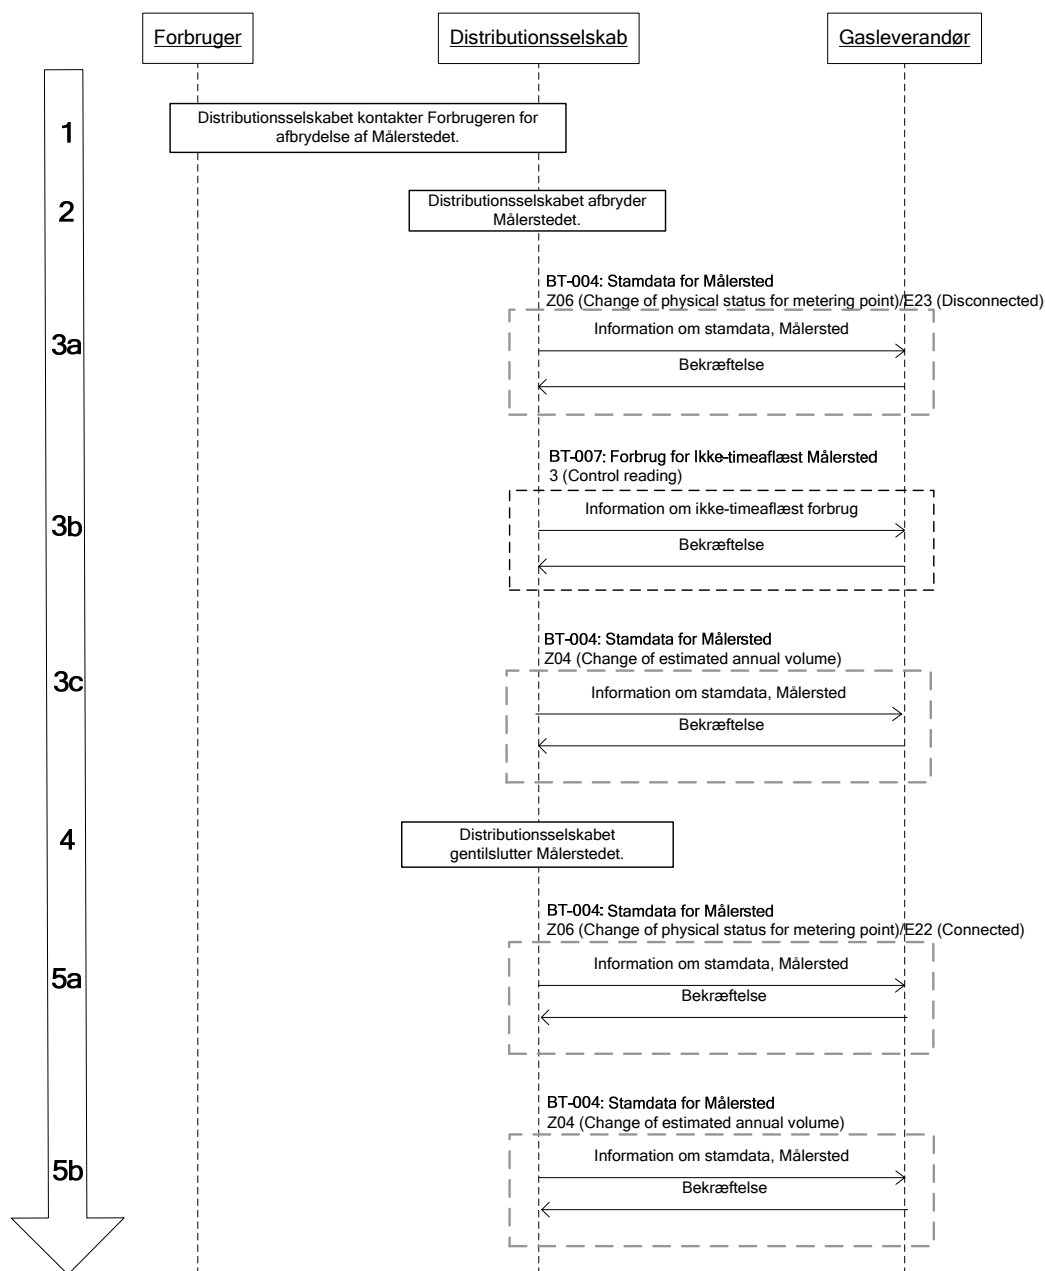 Forbruger
Distributionsselskab
Gasleverandør
1
Distributionsselskabet kontakter Forbrugeren for
afbrydelse af Målerstedet.
2
Distributionsselskabet afbryder
Målerstedet.
BT-004: Stamdata for Målersted
Z06 (Change of physical status for metering point)/E23 (Disconnected)
3a
Information om stamdata, Målersted
Bekræftelse
BT-007: Forbrug for Ikke-timeaflæst Målersted
3 (Control reading)
3b
Information om ikke-timeaflæst forbrug
Bekræftelse
BT-004: Stamdata for Målersted
Z04 (Change of estimated annual volume)
3c
Information om stamdata, Målersted
Bekræftelse
4
Distributionsselskabet
gentilslutter Målerstedet.
BT-004: Stamdata for Målersted
Z06 (Change of physical status for metering point)/E22 (Connected)
5a
Information om stamdata, Målersted
Bekræftelse
BT-004: Stamdata for Målersted
Z04 (Change of estimated annual volume)
5b
Information om stamdata, Målersted
Bekræftelse